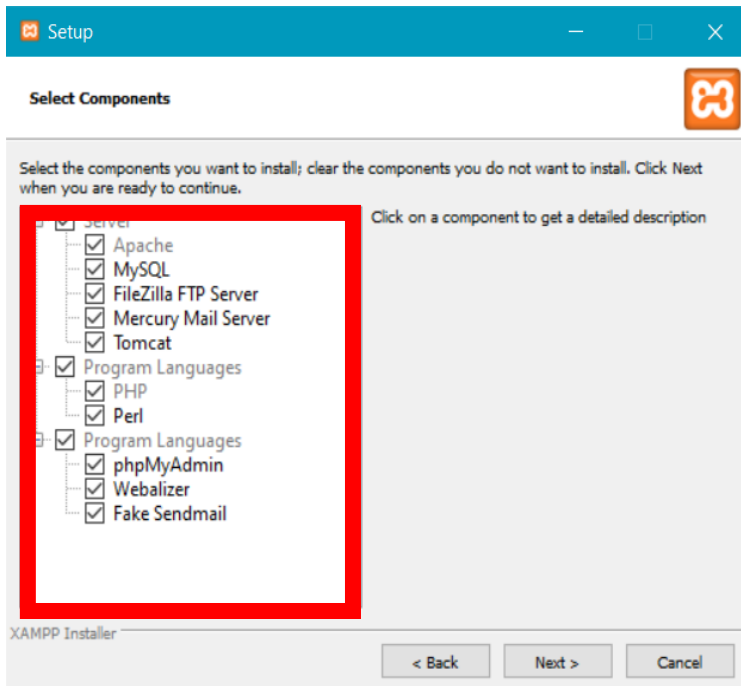 Setup
Select Components
Select the components you want to install; clear the components you do not want to install. Click Next
when you are ready to continue.
Click on a component to get a detailed description
Server
Apache
MySQL
FileZilla FTP Server
Mercury Mail Server
Tomcat
Program Languages
PHP
Perl
Program Languages
phpMyAdmin
Webalizer
Fake Sendmail
XAMPP Installer
< Back
Next >
Cancel